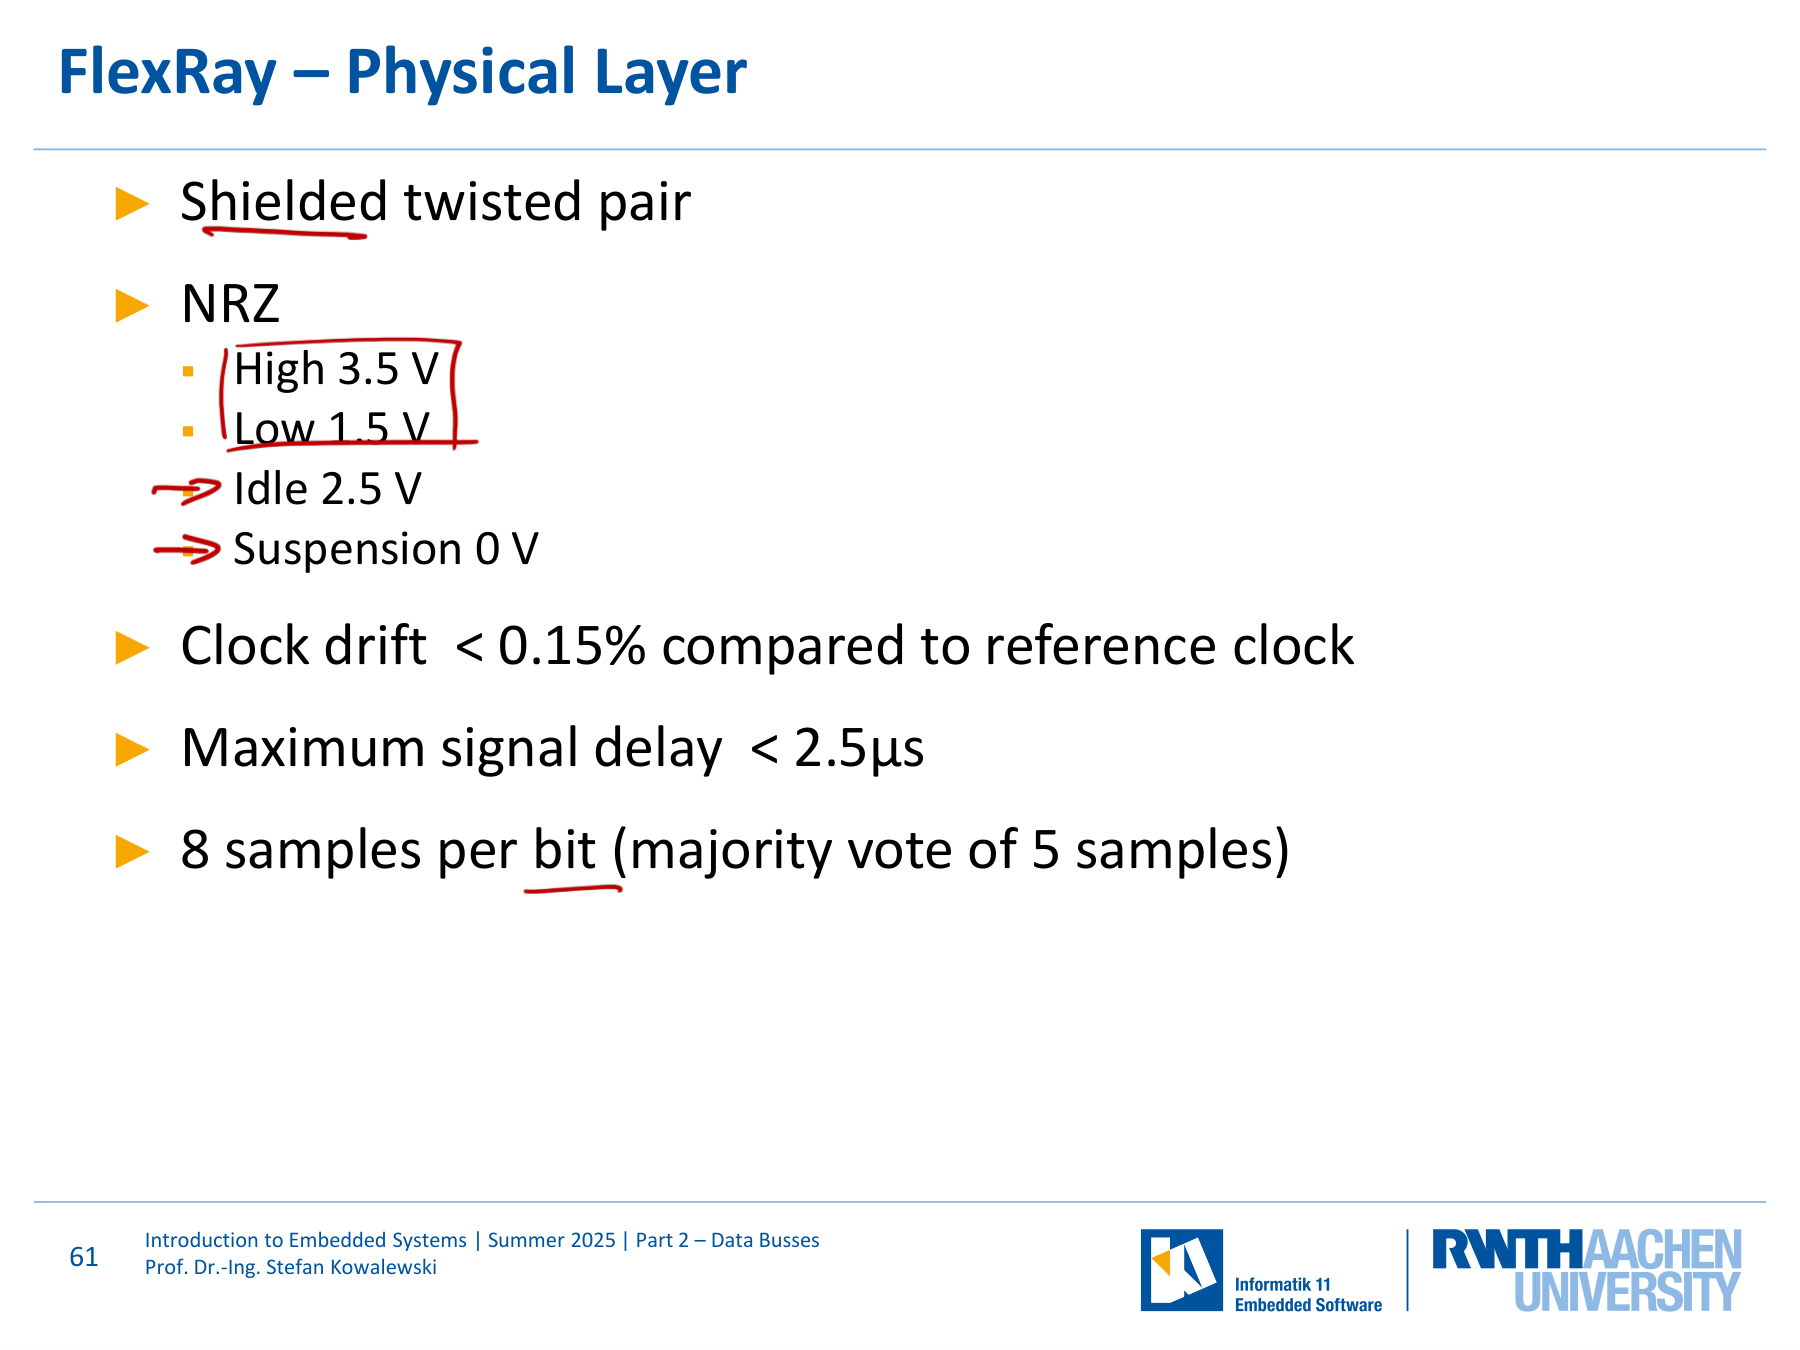 FlexRay – Physical Layer
Shielded twisted pair
NRZ
High 3.5 V
Low 1.5 V
Idle 2.5 V
Suspension 0 V
Clock drift < 0.15% compared to reference clock
Maximum signal delay < 2.5µs
8 samples per bit (majority vote of 5 samples)
61
Introduction to Embedded Systems | Summer 2025 | Part 2 – Data Busses
Prof. Dr.-Ing. Stefan Kowalewski
Informatik 11
Embedded Software
RWTHAACHEN
UNIVERSITY